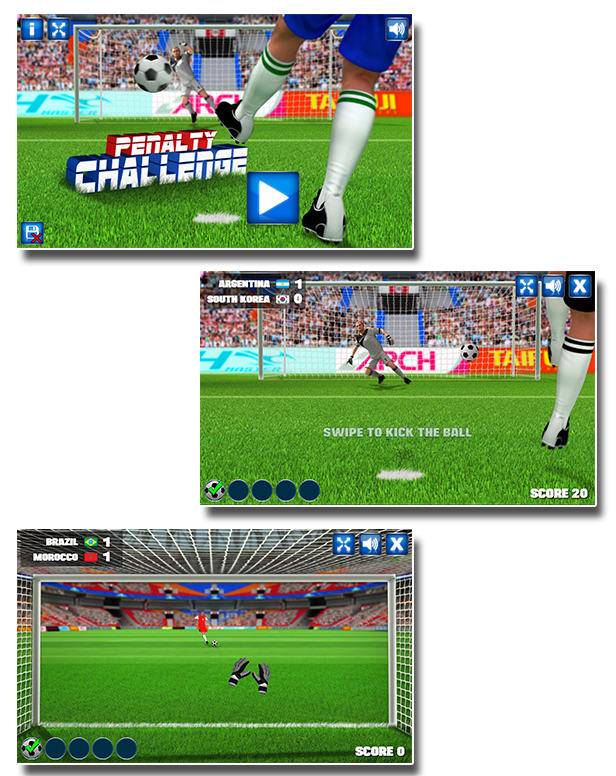 PENALTY
CHALLENGE
ARGENTINA 1
SOUTH KOREA 0
SWIPE TO KICK THE BALL
SCORE 20
BRAZIL 1
MOROCCO 1
SCORE 0